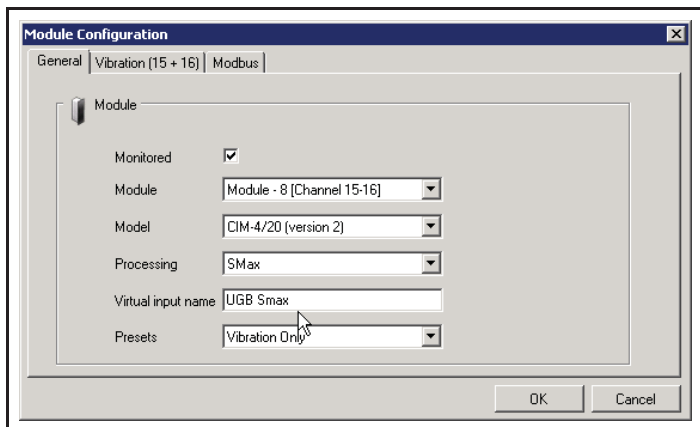 Module Configuration
General Vibration (15 + 16) Modbus
Module
Monitored
Module Module - 8 [Channel 15-16]
Model CIM-4/20 (version 2)
Processing SMax
Virtual input name UGB Smax
Presets Vibration Only
OK Cancel